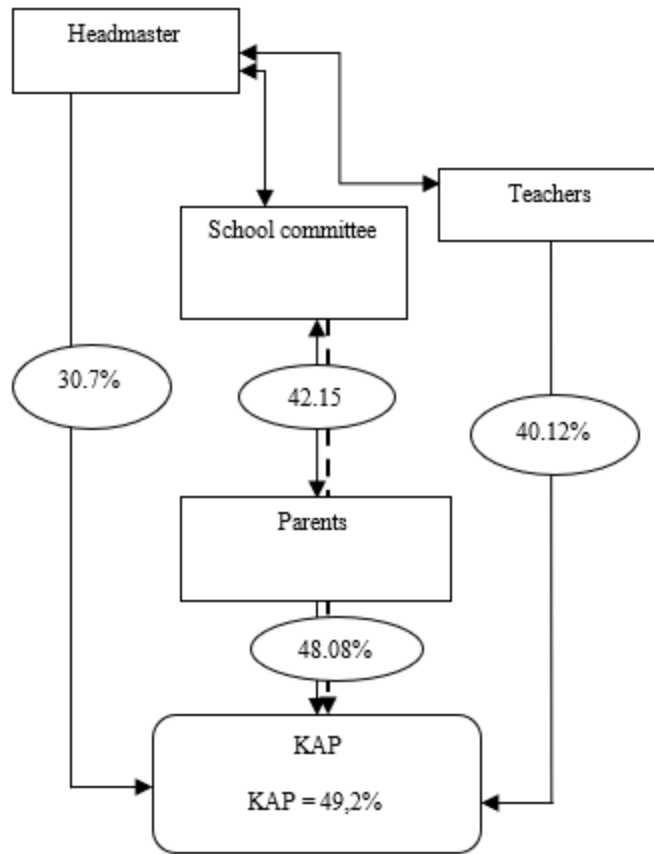 Headmaster
Teachers
School committee
30.7%
42.15
40.12%
Parents
48.08%
KAP
KAP = 49,2%